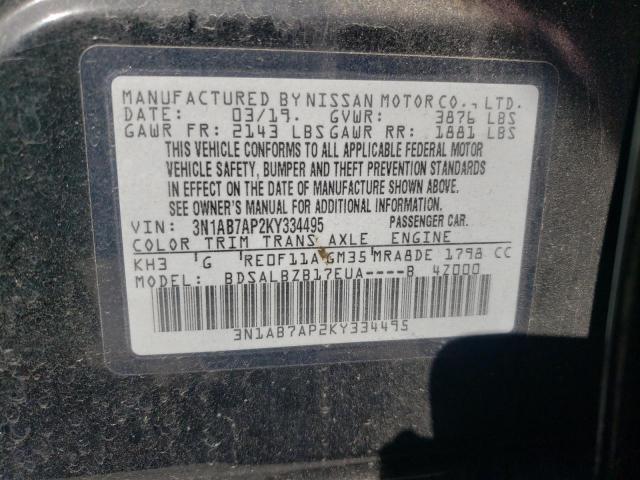 MANUFACTURED BY NISSAN MOTOR CO., LTD.
DATE: 03/19. GVWR: 3876 LBS
GAWR FR: 2143 LBS GAWR RR: 1881 LBS
THIS VEHICLE CONFORMS TO ALL APPLICABLE FEDERAL MOTOR
VEHICLE SAFETY, BUMPER AND THEFT PREVENTION STANDARDS
IN EFFECT ON THE DATE OF MANUFACTURE SHOWN ABOVE.
SEE OWNER'S MANUAL FOR ADDITIONAL INFORMATION.
VIN: 3N1AB7AP2KY334495 PASSENGER CAR.
COLOR TRIM TRANS AXLE ENGINE
KH3 'G 'RE0F11A GM35 MRA8DE 1798 CC
MODEL: BDSALBZB17EUA----B 4Z000
3N1AB7AP2KY334495